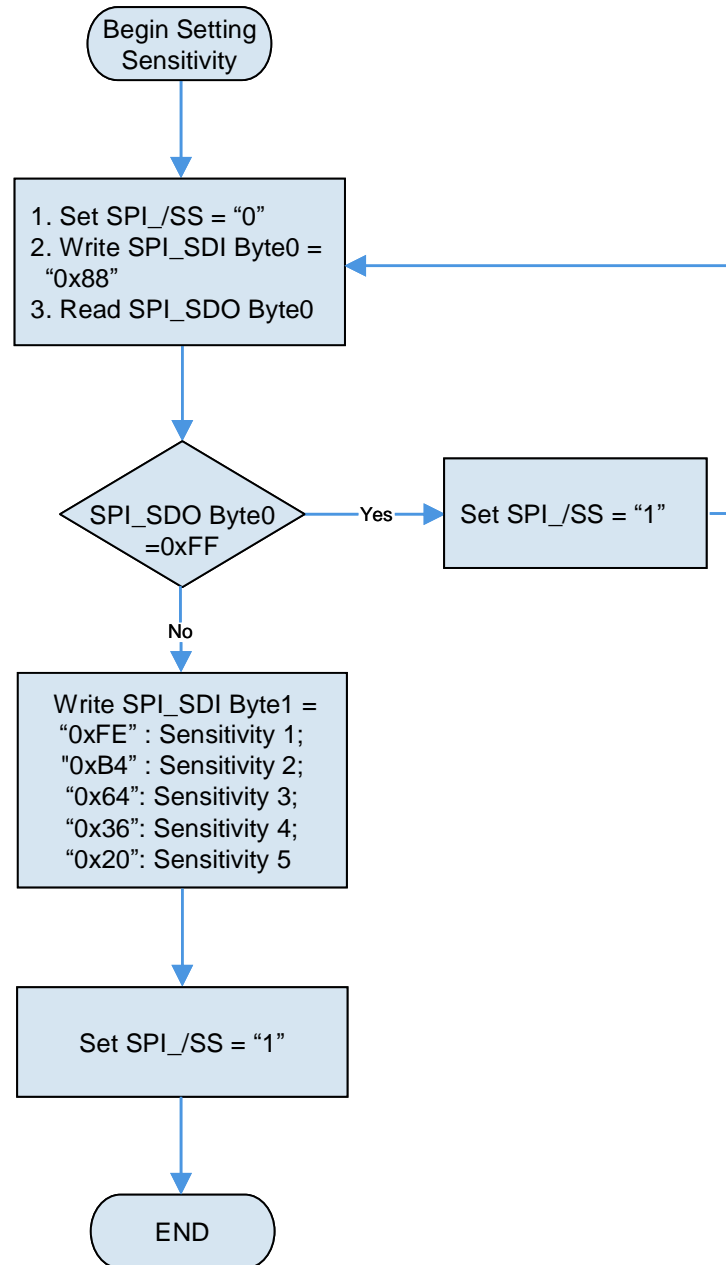 Begin Setting
Sensitivity
1. Set SPI_/SS = “0”
2. Write SPI_SDI Byte0 =
“0x88”
3. Read SPI_SDO Byte0
SPI_SDO Byte0
=0xFF
Yes
Set SPI_/SS = “1”
No
Write SPI_SDI Byte1 =
“0xFE” : Sensitivity 1;
"0xB4” : Sensitivity 2;
“0x64”: Sensitivity 3;
“0x36”: Sensitivity 4;
“0x20”: Sensitivity 5
Set SPI_/SS = “1”
END